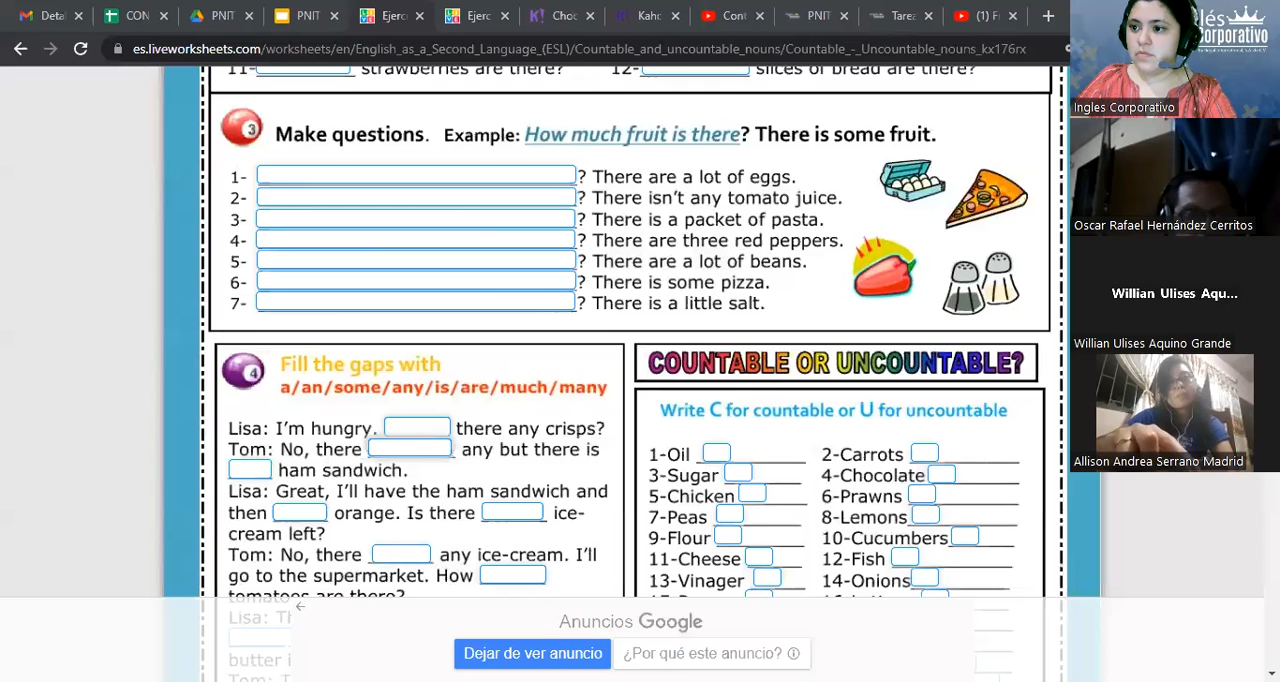 Detal
CON
PNIT
PNIT
Ejerc
Ejerc
K! Choc
Kaho
Cont
PNIT
Tarea
(1) F
es.liveworksheets.com/worksheets/en/English_as_a_Second_Language_(ESL)/Countable_and_uncountable_nouns/Countable_-_Uncountable_nouns_kx176rx
lés
Corporativo
11- strawberries are there? 12- slices of bread are there?
Ingles Corporativo
3 Make questions. Example: How much fruit is there? There is some fruit.
1- ? There are a lot of eggs.
2- ? There isn't any tomato juice.
3- ? There is a packet of pasta.
4- ? There are three red peppers.
5- ? There are a lot of beans.
6- ? There is some pizza.
7- ? There is a little salt.
Oscar Rafael Hernández Cerritos
Willian Ulises Aqu...
Willian Ulises Aquino Grande
Allison Andrea Serrano Madrid
4 Fill the gaps with
a/an/some/any/is/are/much/many
Lisa: I'm hungry. there any crisps?
Tom: No, there any but there is
ham sandwich.
Lisa: Great, I'll have the ham sandwich and
then orange. Is there ice-
cream left?
Tom: No, there any ice-cream. I'll
go to the supermarket. How
tomatoes are there?
Lisa: Th
butter i
COUNTABLE OR UNCOUNTABLE?
Write C for countable or U for uncountable
1-Oil 2-Carrots
3-Sugar 4-Chocolate
5-Chicken 6-Prawns
7-Peas 8-Lemons
9-Flour 10-Cucumbers
11-Cheese 12-Fish
13-Vinager 14-Onions
Anuncios Google
Dejar de ver anuncio ¿Por qué este anuncio?